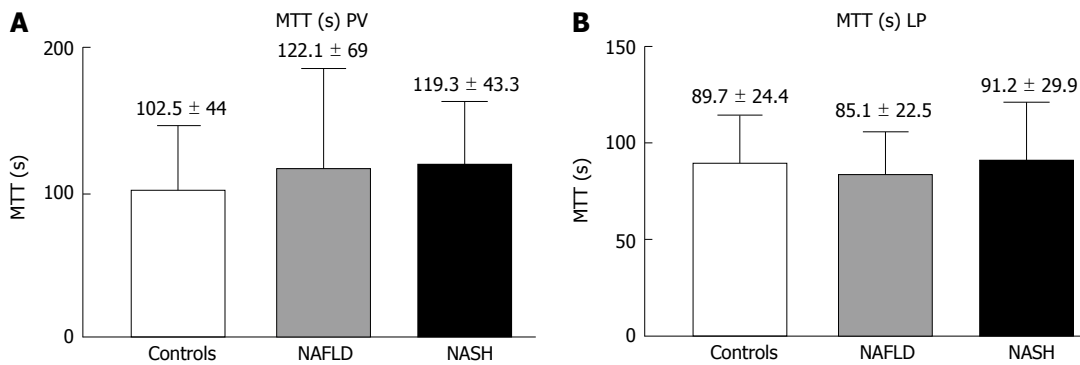 A
MTT (s) PV
MTT (s)
200
100
0
102.5 ± 44
122.1 ± 69
119.3 ± 43.3
Controls
NAFLD
NASH
B
MTT (s) LP
MTT (s)
150
100
50
0
89.7 ± 24.4
85.1 ± 22.5
91.2 ± 29.9
Controls
NAFLD
NASH